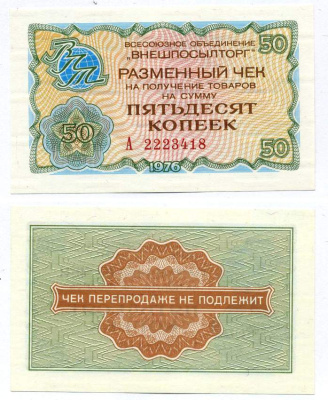 ВПТ
ВСЕСОЮЗНОЕ ОБЪЕДИНЕНИЕ
"ВНЕШПОСЫЛТОРГ"
50
РАЗМЕННЫЙ ЧЕК
НА ПОЛУЧЕНИЕ ТОВАРОВ
НА СУММУ
ПЯТЬДЕСЯТ
КОПЕЕК
50
А 2223418
50
1976
ЧЕК ПЕРЕПРОДАЖЕ НЕ ПОДЛЕЖИТ